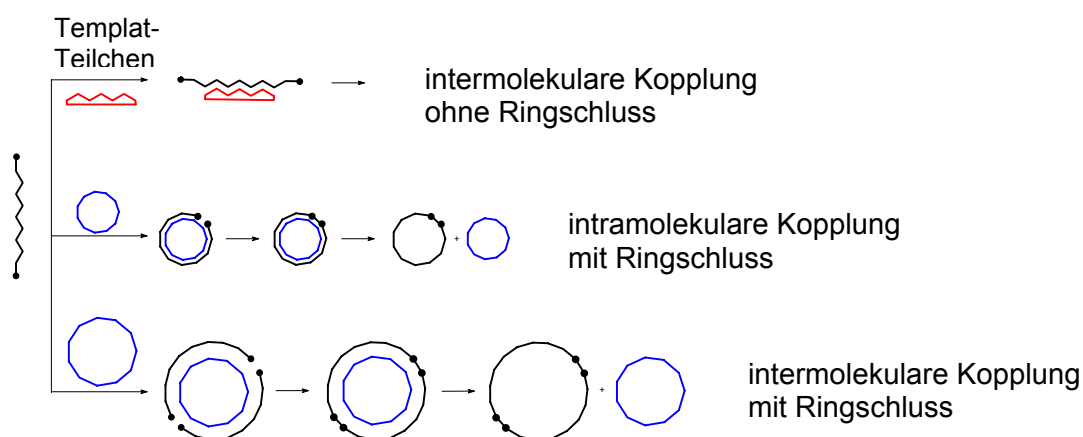 Templat-
Teilchen
intermolekulare Kopplung
ohne Ringschluss
intramolekulare Kopplung
mit Ringschluss
+
intermolekulare Kopplung
mit Ringschluss
+